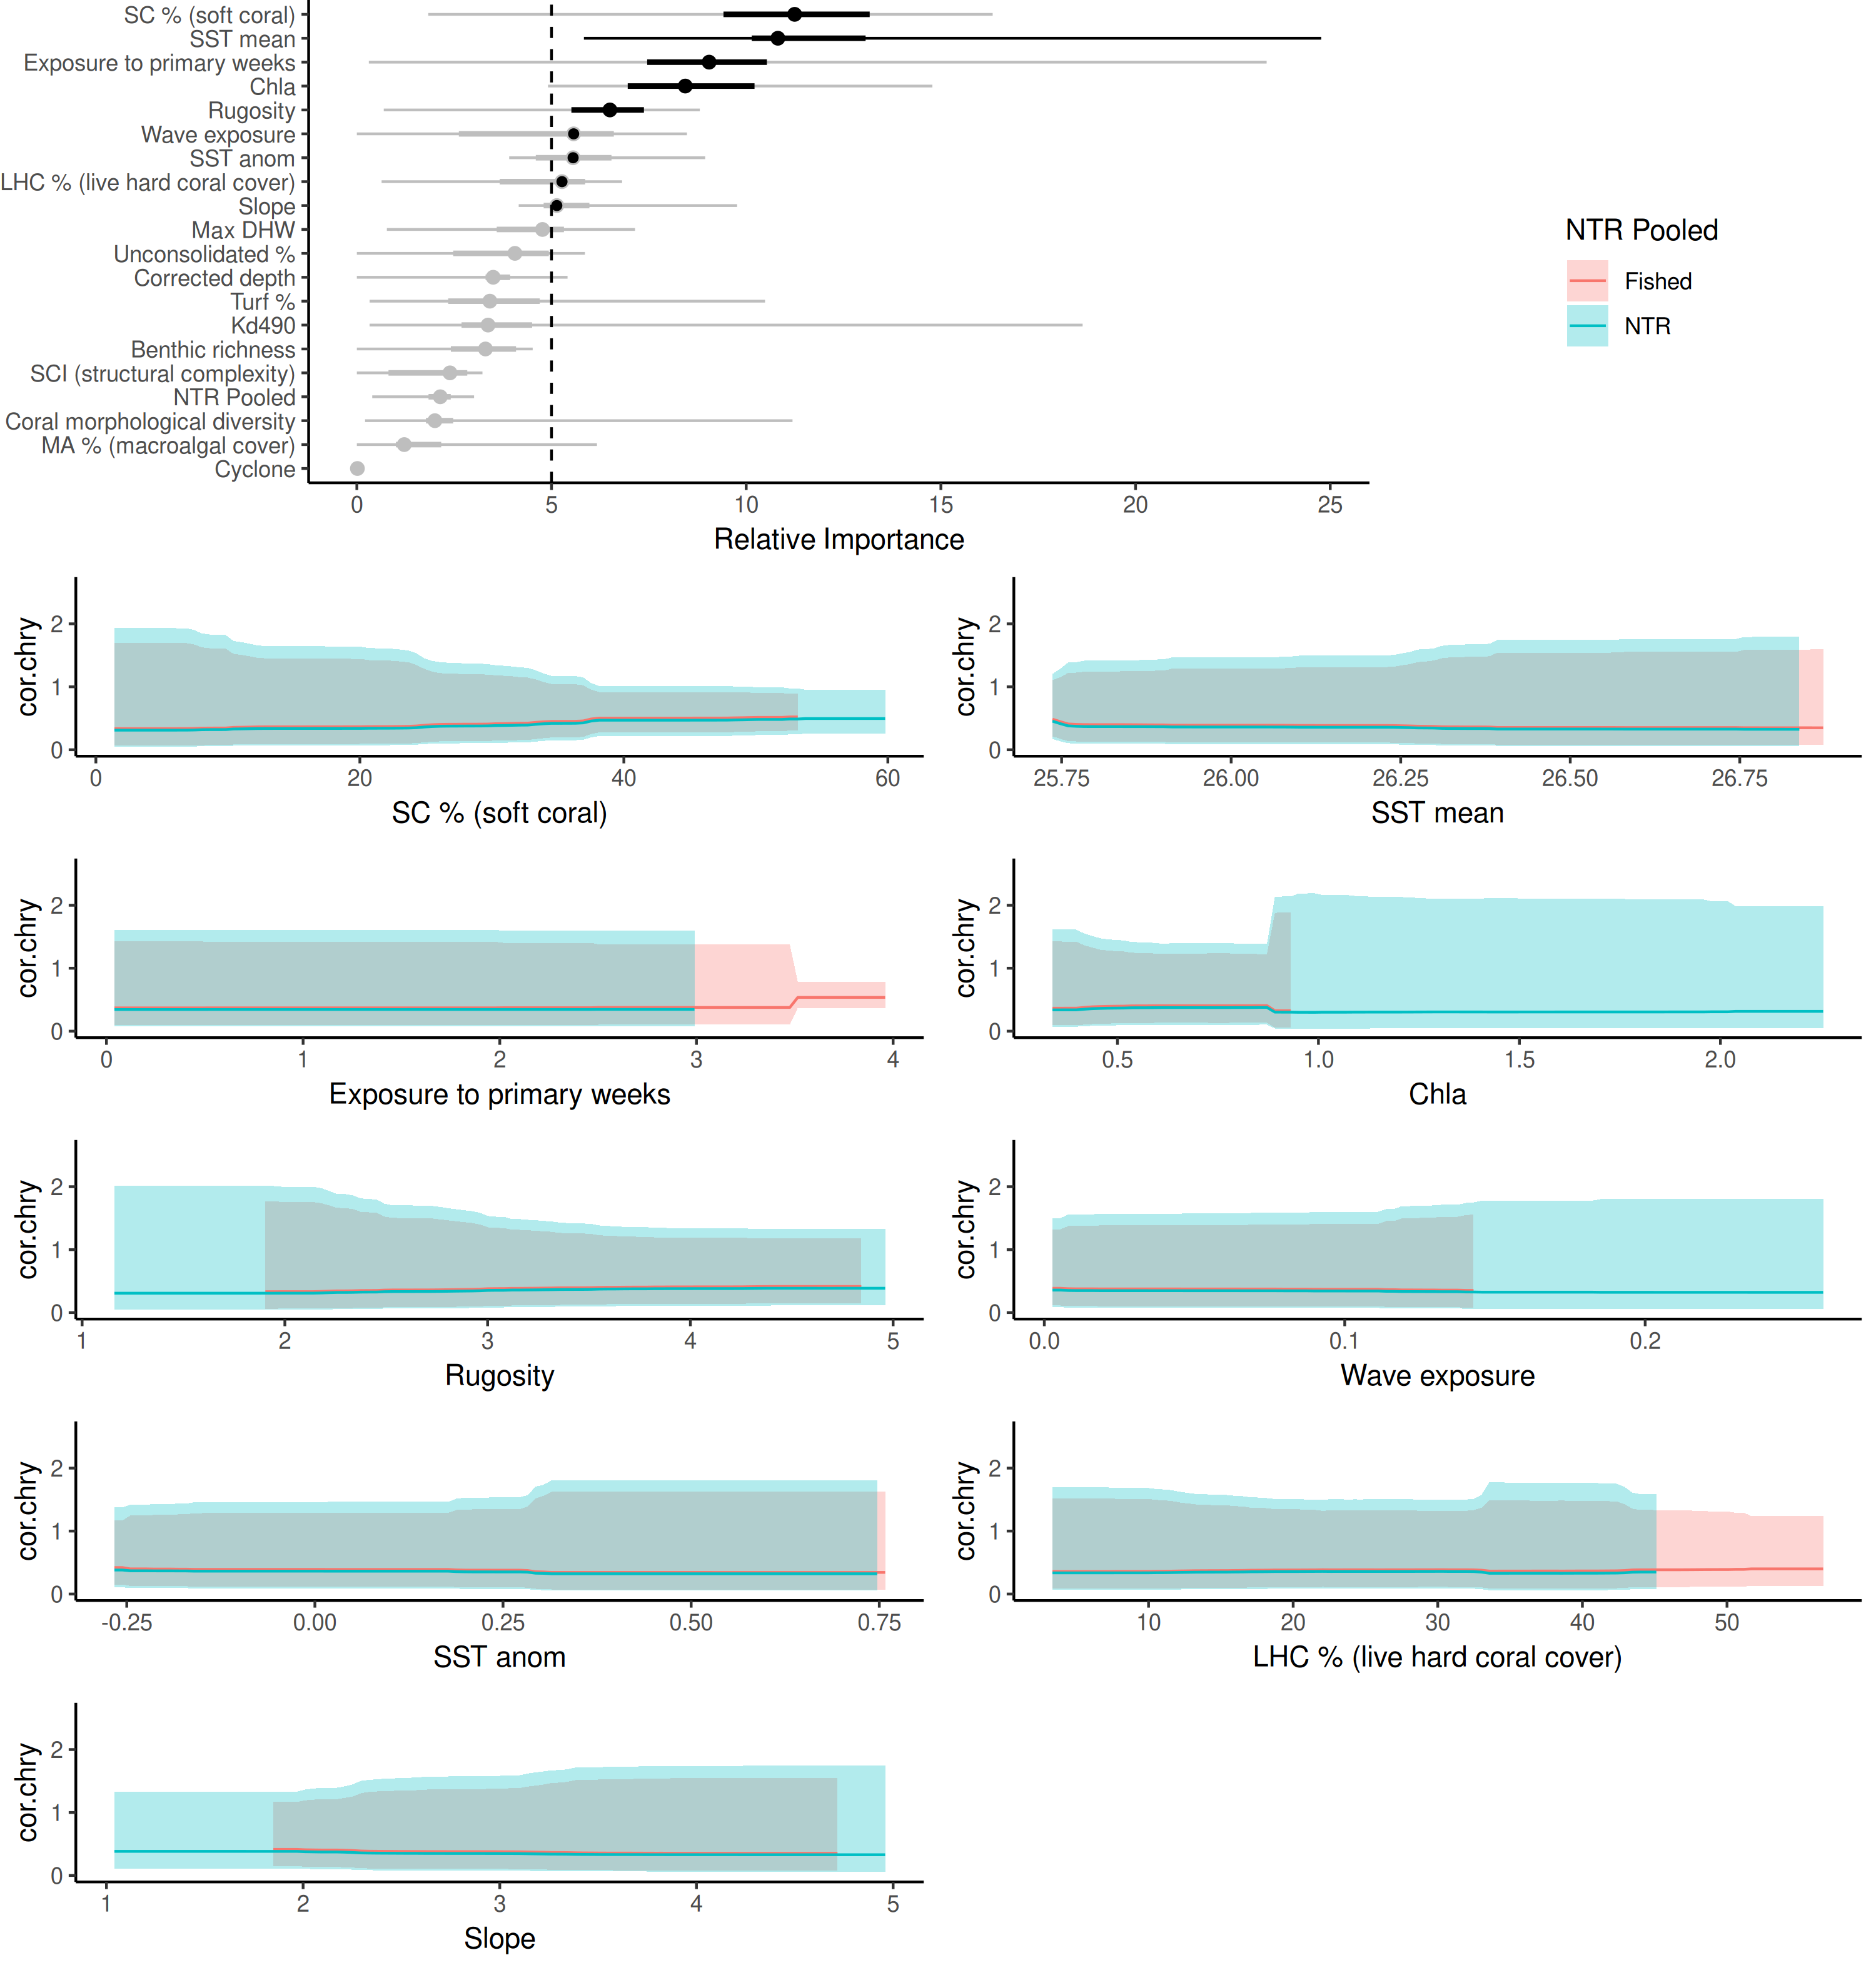 SC % (soft coral)
SST mean
Exposure to primary weeks
Chla
Rugosity
Wave exposure
SST anom
LHC % (live hard coral cover)
Slope
Max DHW
Unconsolidated %
Corrected depth
Turf %
Kd490
Benthic richness
SCI (structural complexity)
NTR Pooled
Coral morphological diversity
MA % (macroalgal cover)
Cyclone
0 5 10 15 20 25
Relative Importance
NTR Pooled
Fished
NTR
cor.chry
2
1
0
0 20 40 60
SC % (soft coral)
cor.chry
2
1
0
25.75 26.00 26.25 26.50 26.75
SST mean
cor.chry
2
1
0
0 1 2 3 4
Exposure to primary weeks
cor.chry
2
1
0
0.5 1.0 1.5 2.0
Chla
cor.chry
2
1
0
1 2 3 4 5
Rugosity
cor.chry
2
1
0
0.0 0.1 0.2
Wave exposure
cor.chry
2
1
0
-0.25 0.00 0.25 0.50 0.75
SST anom
cor.chry
2
1
0
10 20 30 40 50
LHC % (live hard coral cover)
cor.chry
2
1
0
1 2 3 4 5
Slope